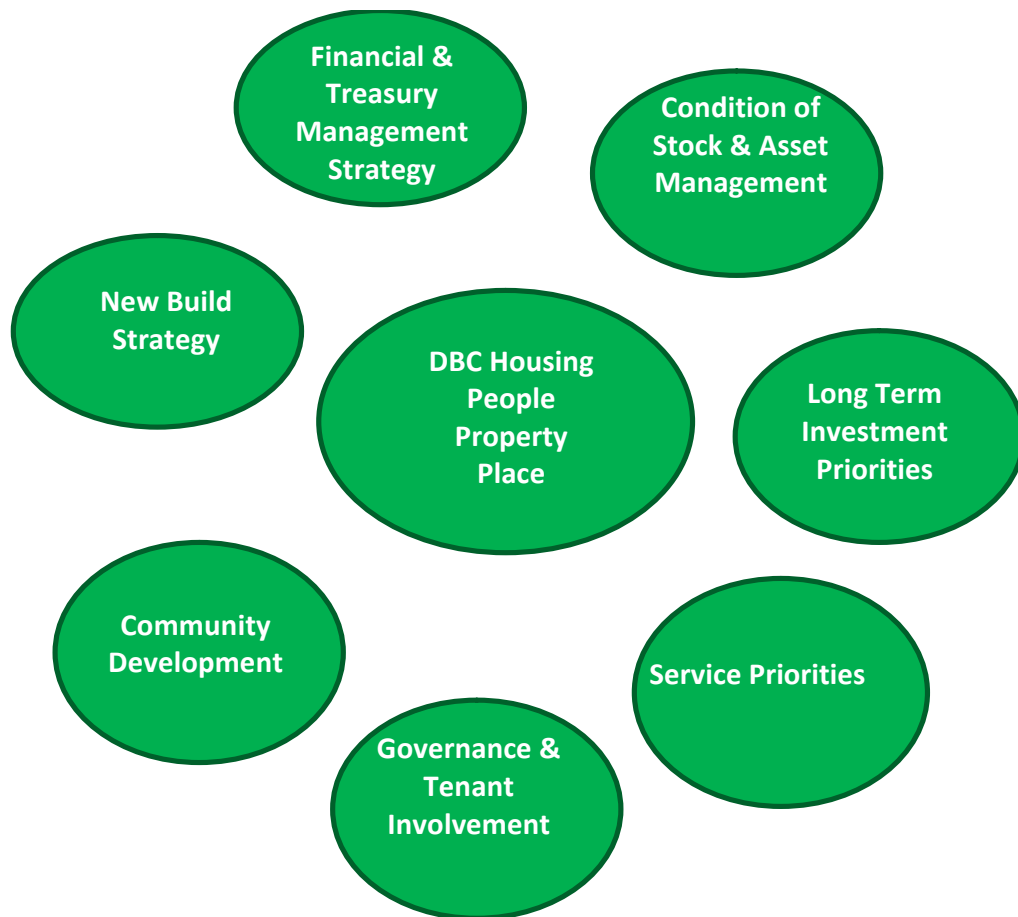 Financial &
Treasury
Management
Strategy
Condition of
Stock & Asset
Management
New Build
Strategy
DBC Housing
People
Property
Place
Long Term
Investment
Priorities
Community
Development
Service Priorities
Governance &
Tenant
Involvement